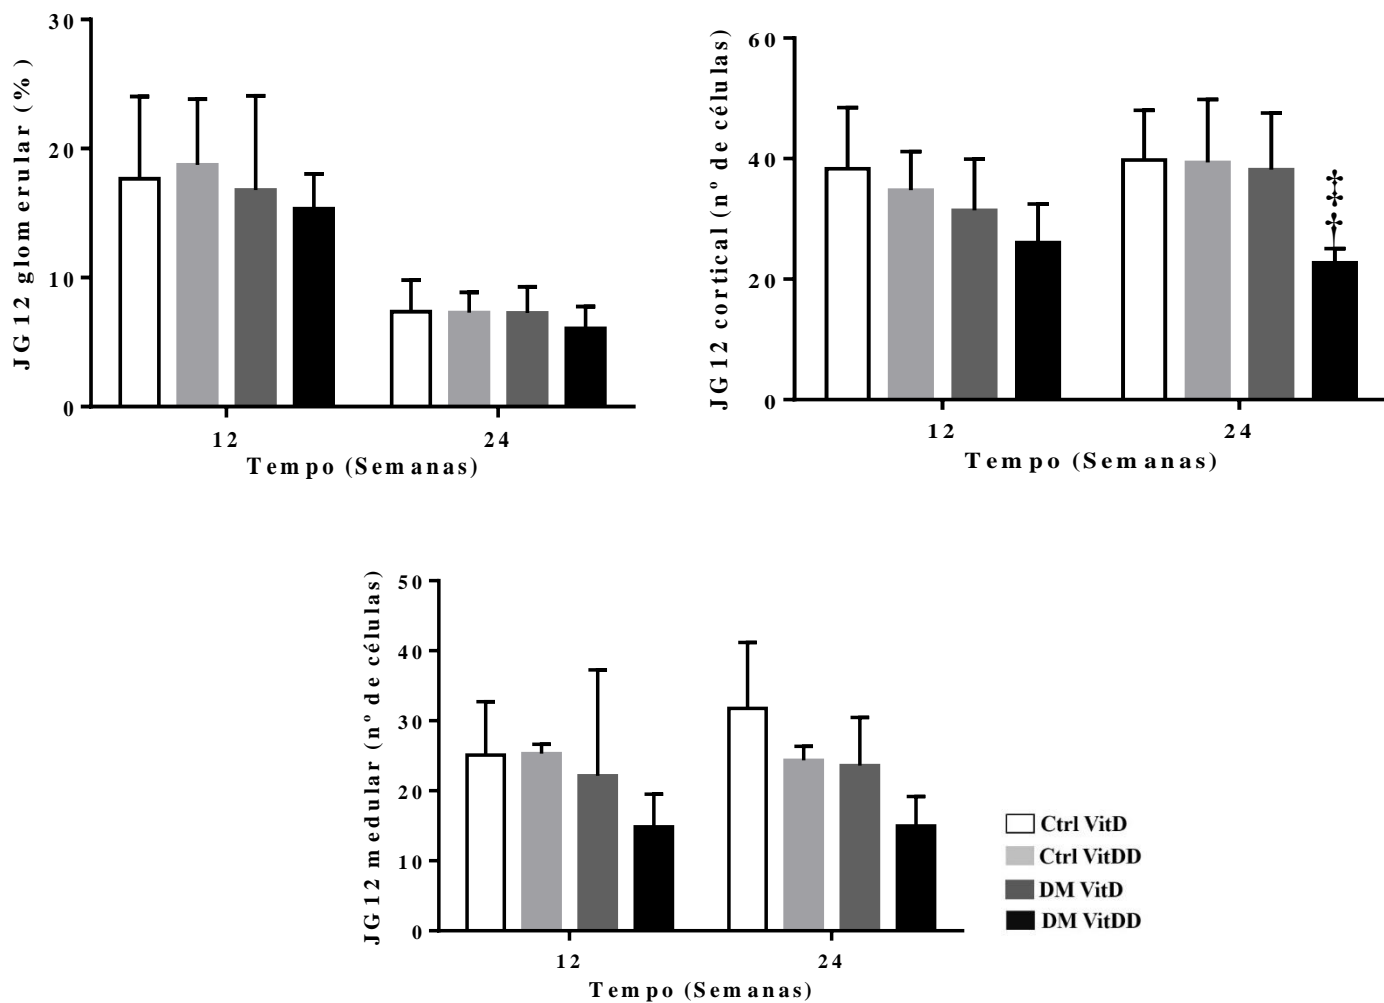 JG12 glomerular (%)
30
20
10
0
12
24
Tempo (Semanas)
JG12 cortical (nº de células)
60
40
20
0
‡‡
12
24
Tempo (Semanas)
JG12 medular (nº de células)
50
40
30
20
10
0
12
24
Tempo (Semanas)
Ctrl VitD
Ctrl VitDD
DM VitD
DM VitDD